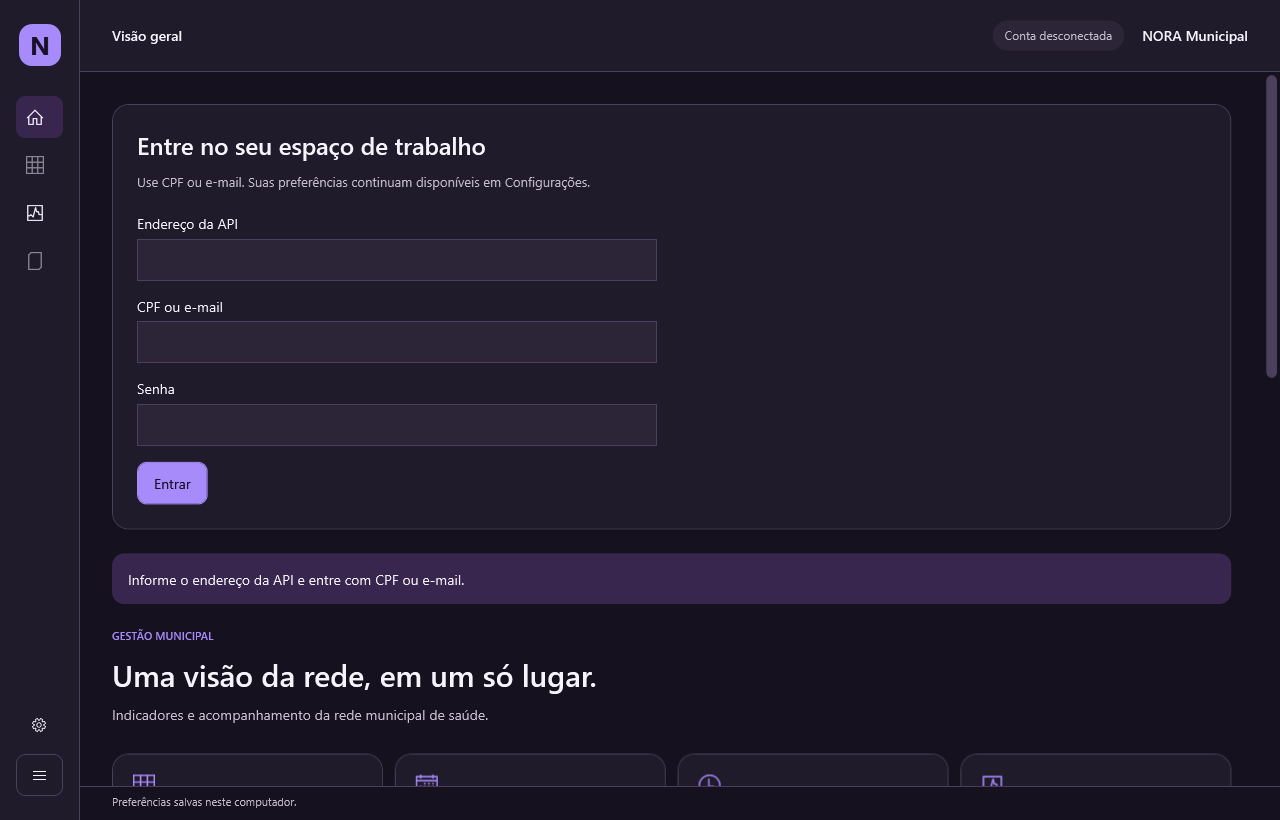 N
Visão geral
Conta desconectada
NORA Municipal
Entre no seu espaço de trabalho
Use CPF ou e-mail. Suas preferências continuam disponíveis em Configurações.
Endereço da API
CPF ou e-mail
Senha
Entrar
Informe o endereço da API e entre com CPF ou e-mail.
GESTÃO MUNICIPAL
Uma visão da rede, em um só lugar.
Indicadores e acompanhamento da rede municipal de saúde.
Preferências salvas neste computador.